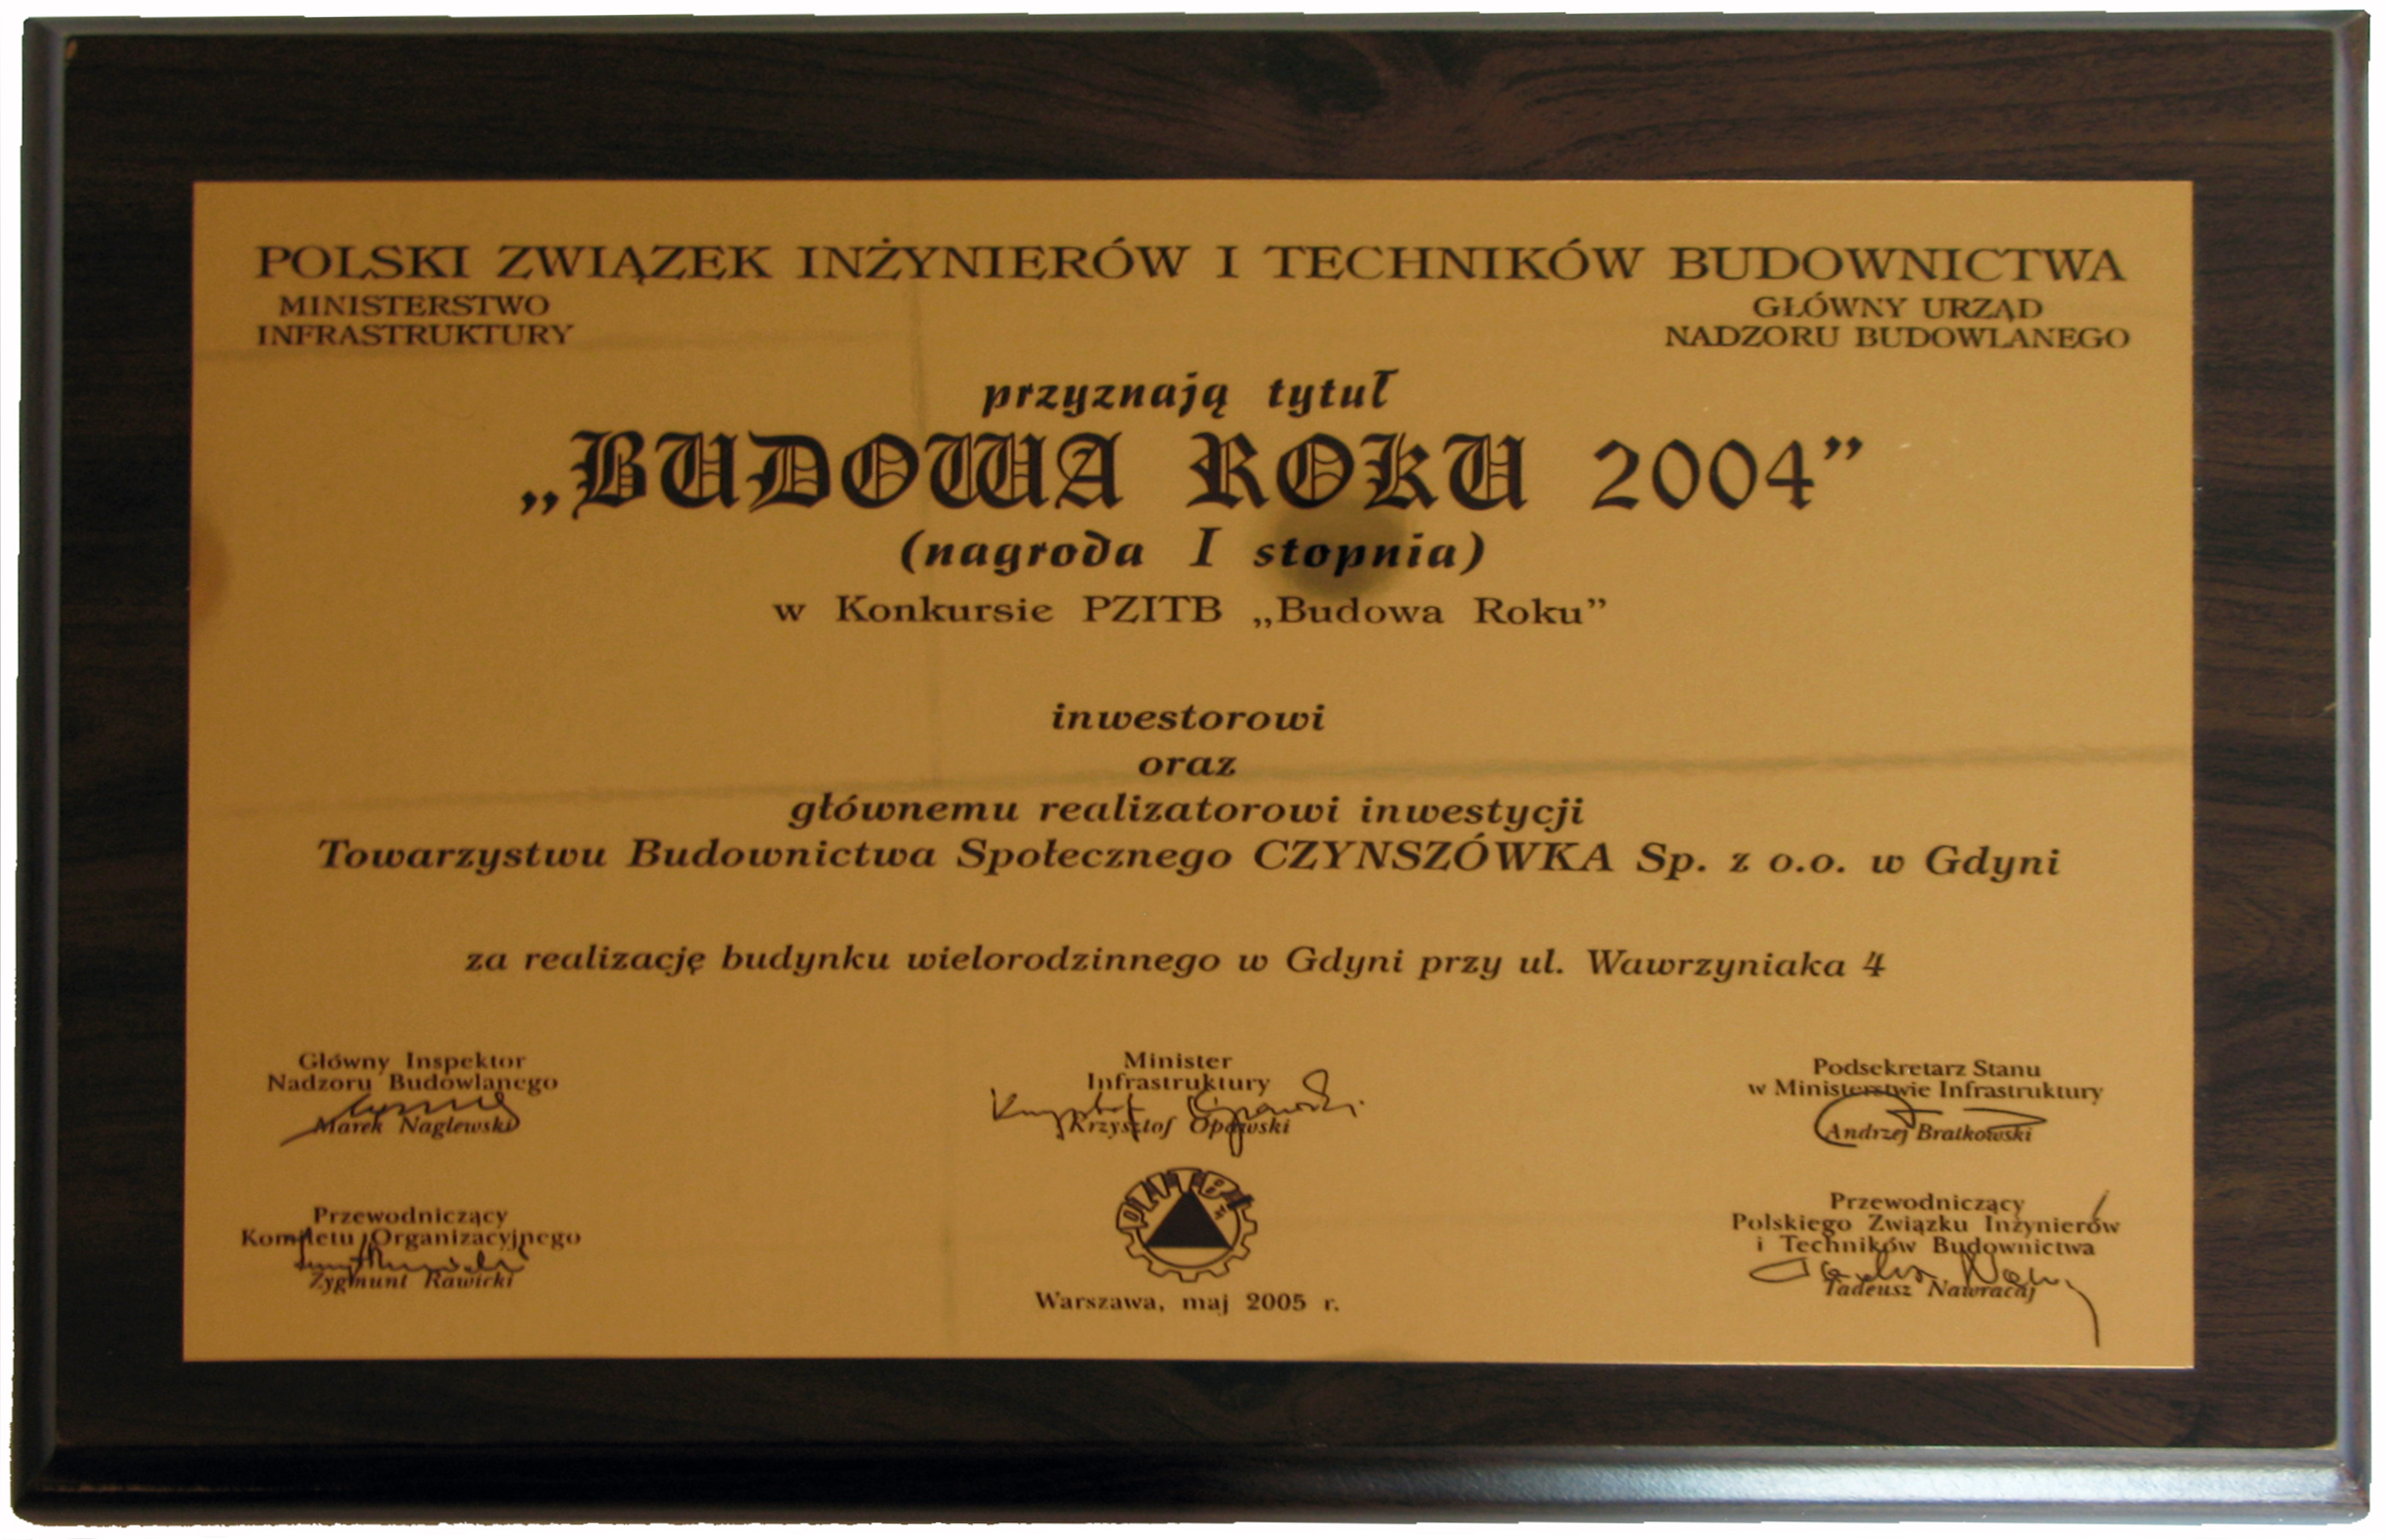 POLSKI ZWIĄZEK INŻYNIERÓW I TECHNIKÓW BUDOWNICTWA
MINISTERSTWO
INFRASTRUKTURY
GŁÓWNY URZĄD
NADZORU BUDOWLANEGO
przyznają tytuł
„BUDOWA ROKU 2004”
(nagroda I stopnia)
w Konkursie PZITB „Budowa Roku”
inwestorowi
oraz
głównemu realizatorowi inwestycji
Towarzystwu Budownictwa Społecznego CZYNSZÓWKA Sp. z o.o. w Gdyni
za realizację budynku wielorodzinnego w Gdyni przy ul. Wawrzyniaka 4
Główny Inspektor
Nadzoru Budowlanego
Marek Naglewski
Minister
Infrastruktury
Krzysztof Opawski
Podsekretarz Stanu
w Ministerstwie Infrastruktury
Andrzej Bratkowski
Przewodniczący
Komitetu Organizacyjnego
Zygmunt Rawicki
Warszawa, maj 2005 r.
Przewodniczący
Polskiego Związku Inżynierów
i Techników Budownictwa
Tadeusz Nawracaj